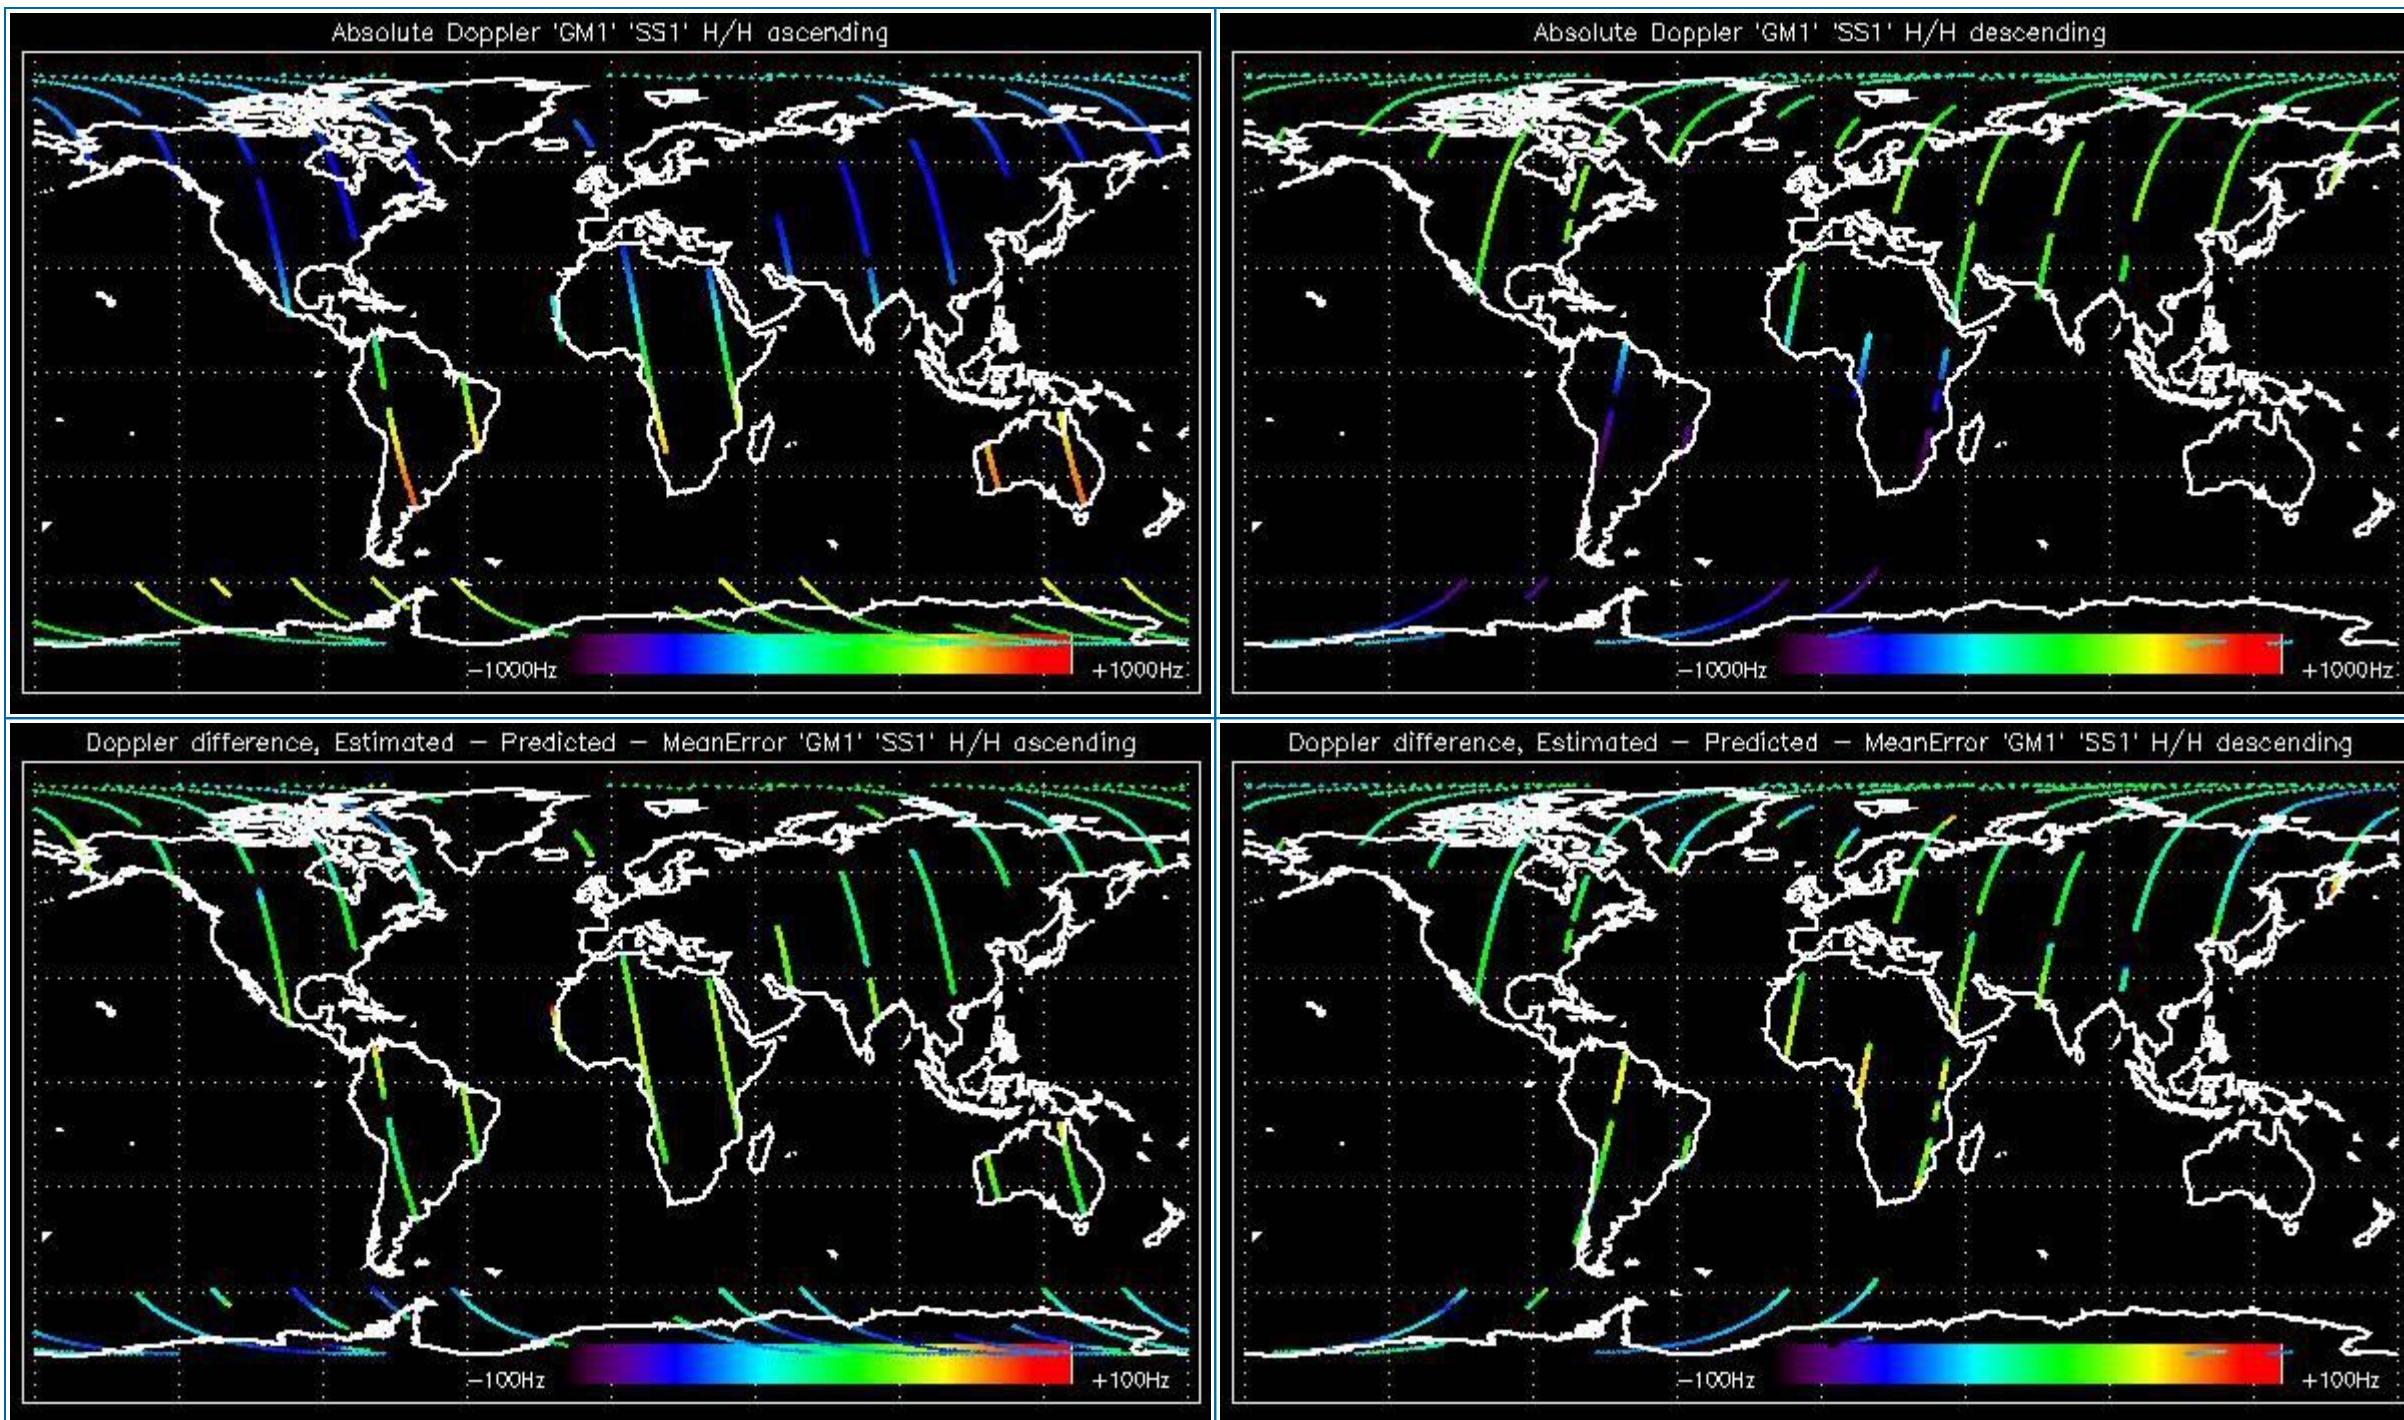 Absolute Doppler 'GM1' 'SS1' H/H ascending
−1000Hz
+1000Hz
Absolute Doppler 'GM1' 'SS1' H/H descending
−1000Hz
+1000Hz
Doppler difference, Estimated − Predicted − MeanError 'GM1' 'SS1' H/H ascending
−100Hz
+100Hz
Doppler difference, Estimated − Predicted − MeanError 'GM1' 'SS1' H/H descending
−100Hz
+100Hz